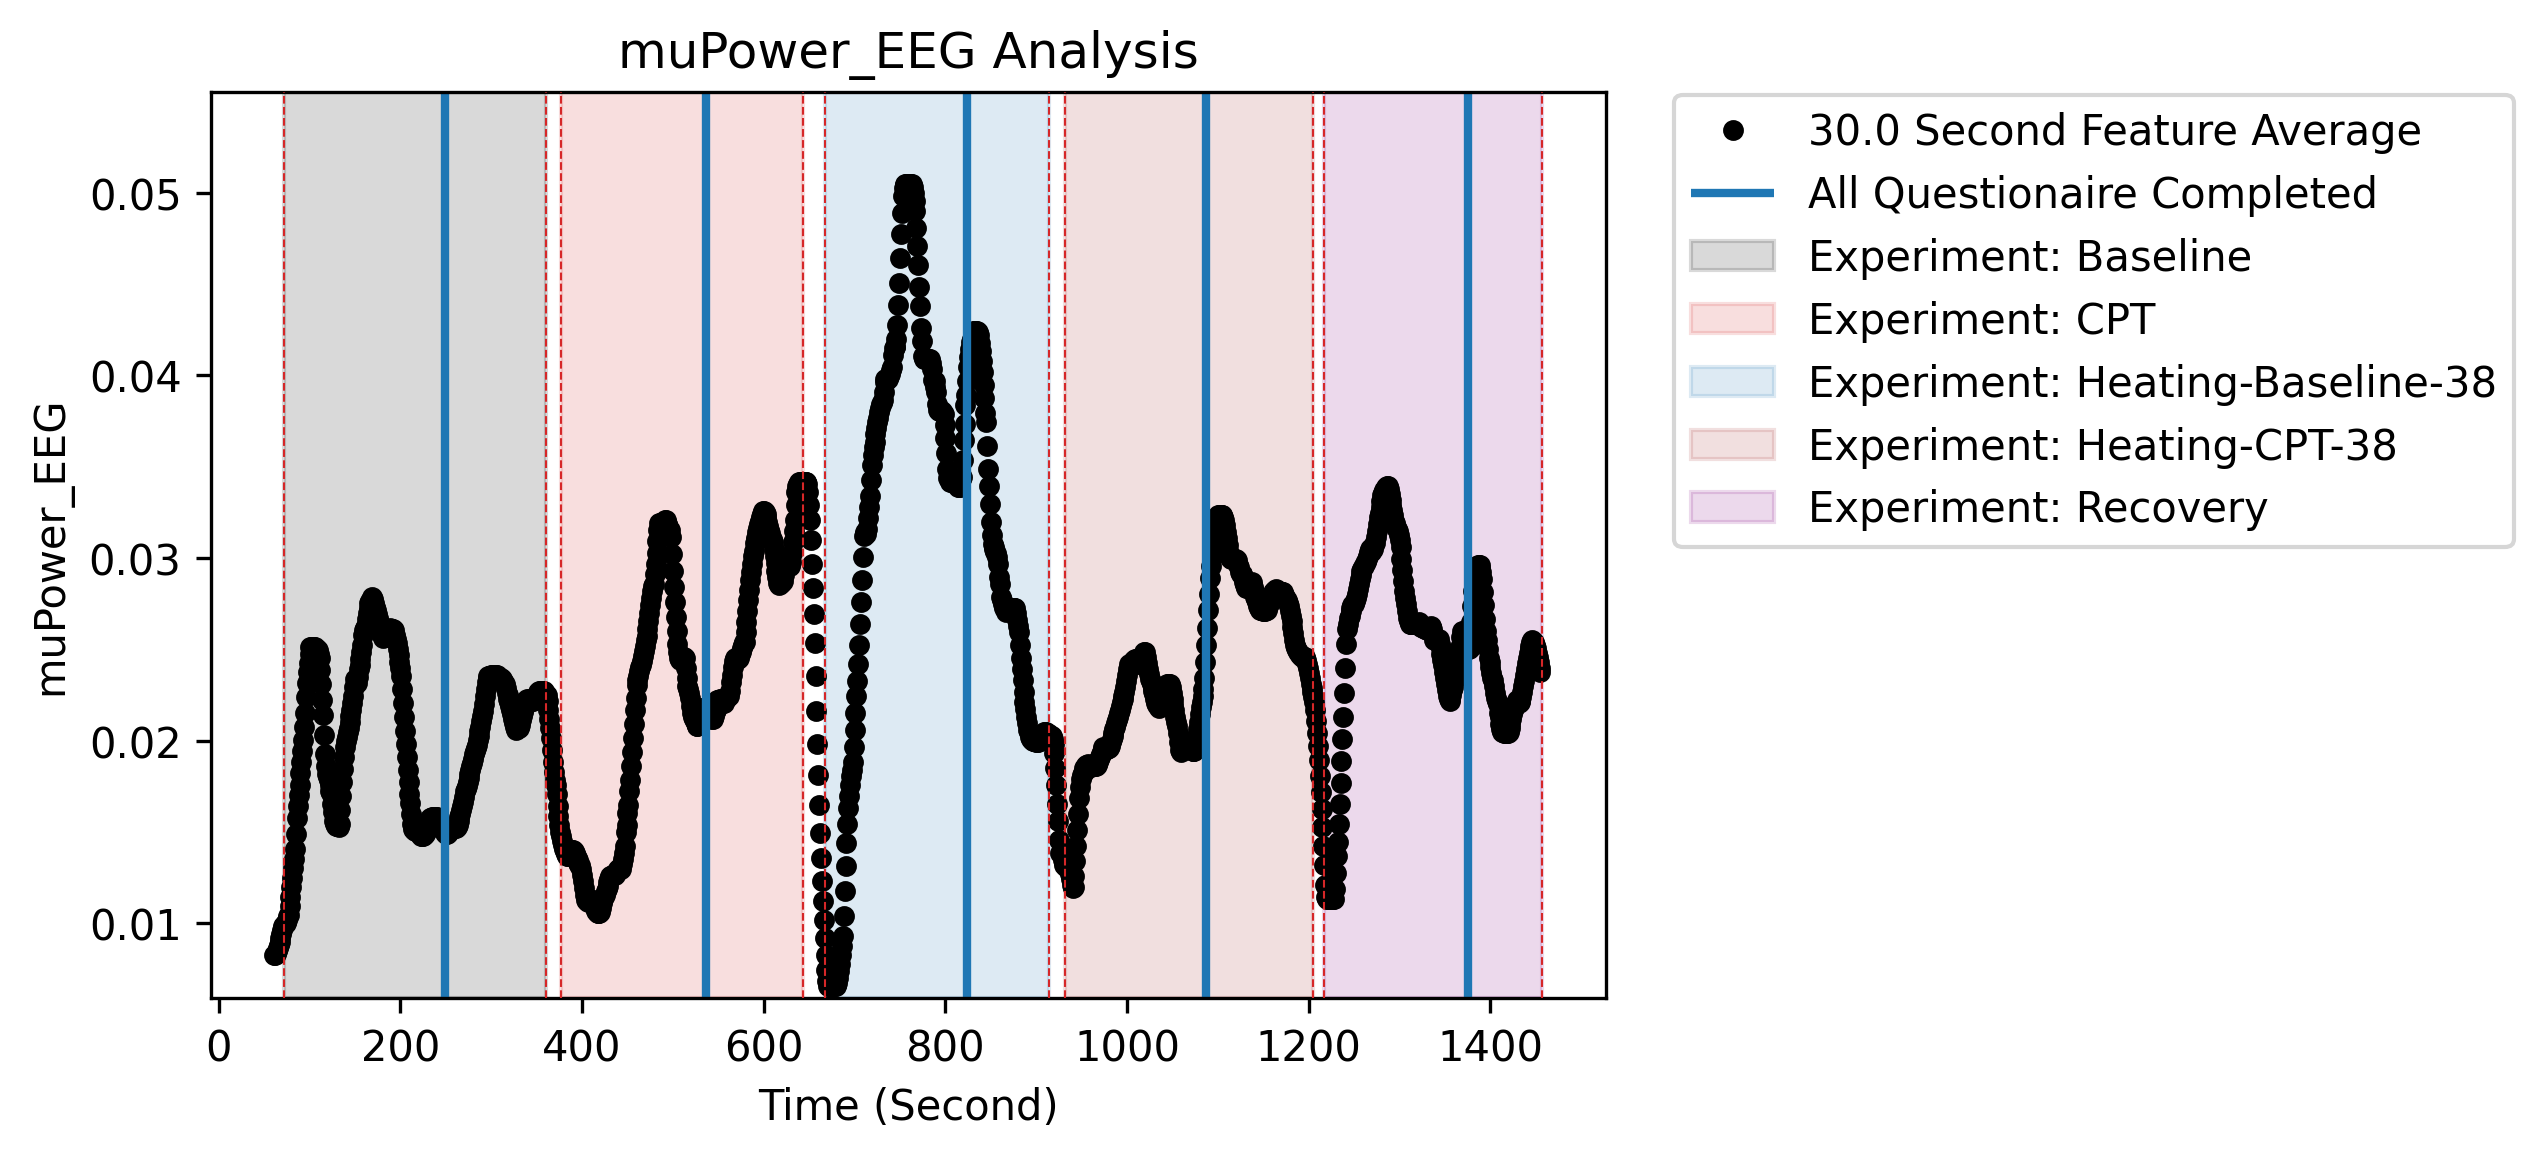 muPower_EEG Analysis
muPower_EEG
0.05
0.04
0.03
0.02
0.01
0 200 400 600 800 1000 1200 1400
Time (Second)
30.0 Second Feature Average
All Questionaire Completed
Experiment: Baseline
Experiment: CPT
Experiment: Heating-Baseline-38
Experiment: Heating-CPT-38
Experiment: Recovery